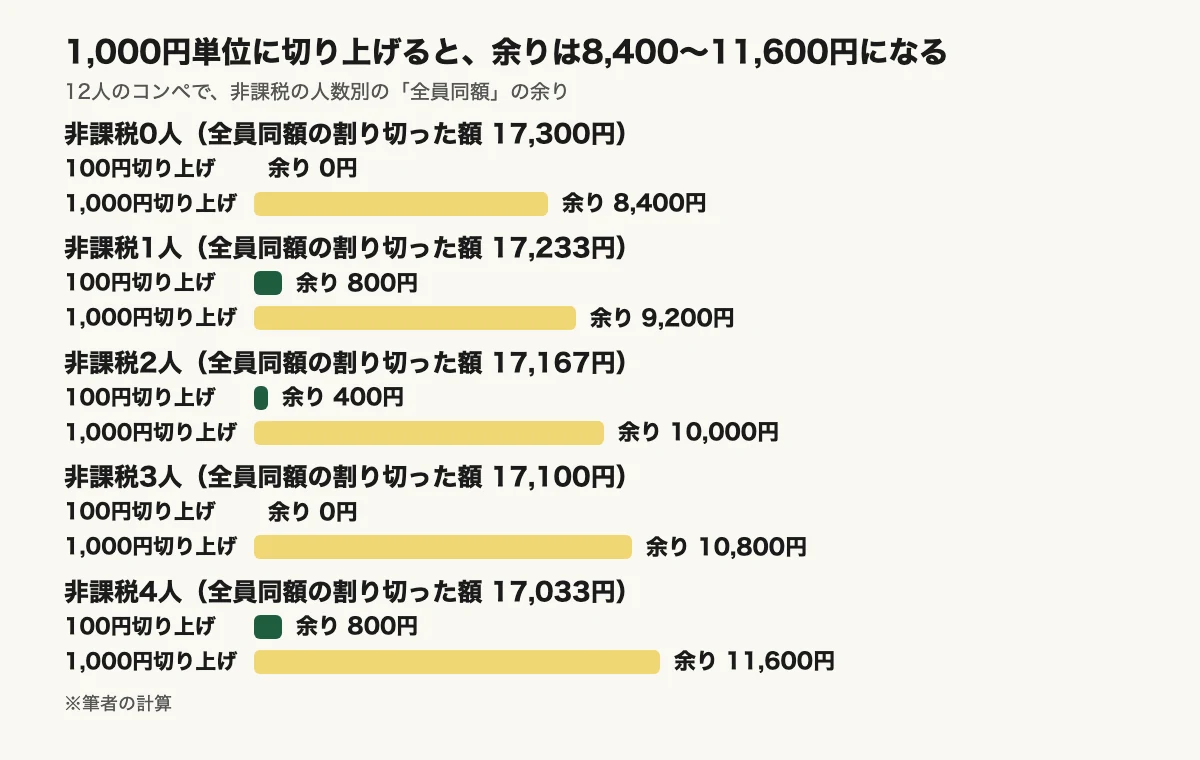 1,000円単位に切り上げると、余りは8,400〜11,600円になる
12人のコンペで、非課税の人数別の「全員同額」の余り
非課税0人（全員同額の割り切った額 17,300円）
100円切り上げ 余り 0円
1,000円切り上げ 余り 8,400円
非課税1人（全員同額の割り切った額 17,233円）
100円切り上げ 余り 800円
1,000円切り上げ 余り 9,200円
非課税2人（全員同額の割り切った額 17,167円）
100円切り上げ 余り 400円
1,000円切り上げ 余り 10,000円
非課税3人（全員同額の割り切った額 17,100円）
100円切り上げ 余り 0円
1,000円切り上げ 余り 10,800円
非課税4人（全員同額の割り切った額 17,033円）
100円切り上げ 余り 800円
1,000円切り上げ 余り 11,600円
※筆者の計算